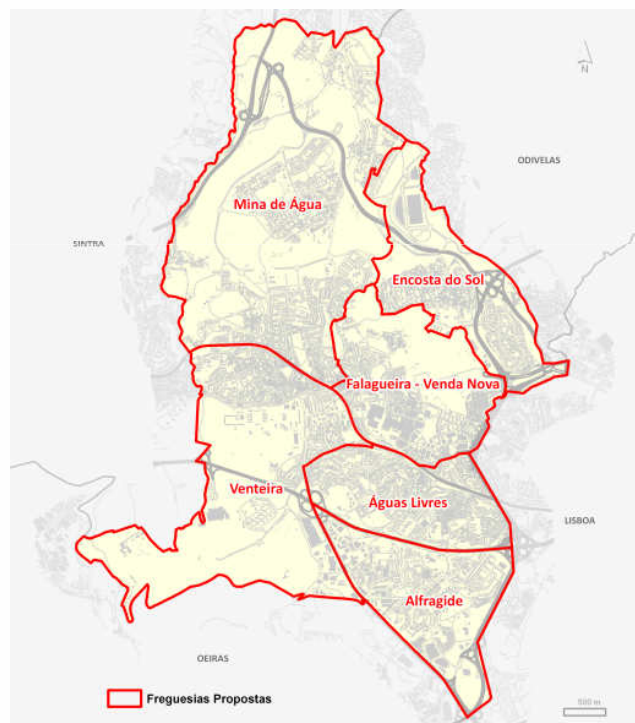 N
ODIVELAS
Mina de Água
SINTRA
Encosta do Sol
Falagueira - Venda Nova
Venteira
Águas Livres
LISBOA
Alfragide
OEIRAS
Freguesias Propostas
500 m